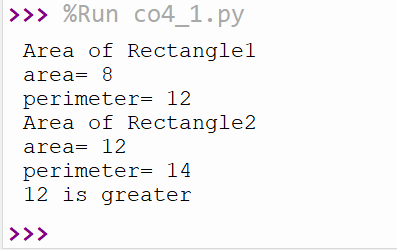 >>> %Run co4_1.py
Area of Rectangle1
area= 8
perimeter= 12
Area of Rectangle2
area= 12
perimeter= 14
12 is greater
>>>